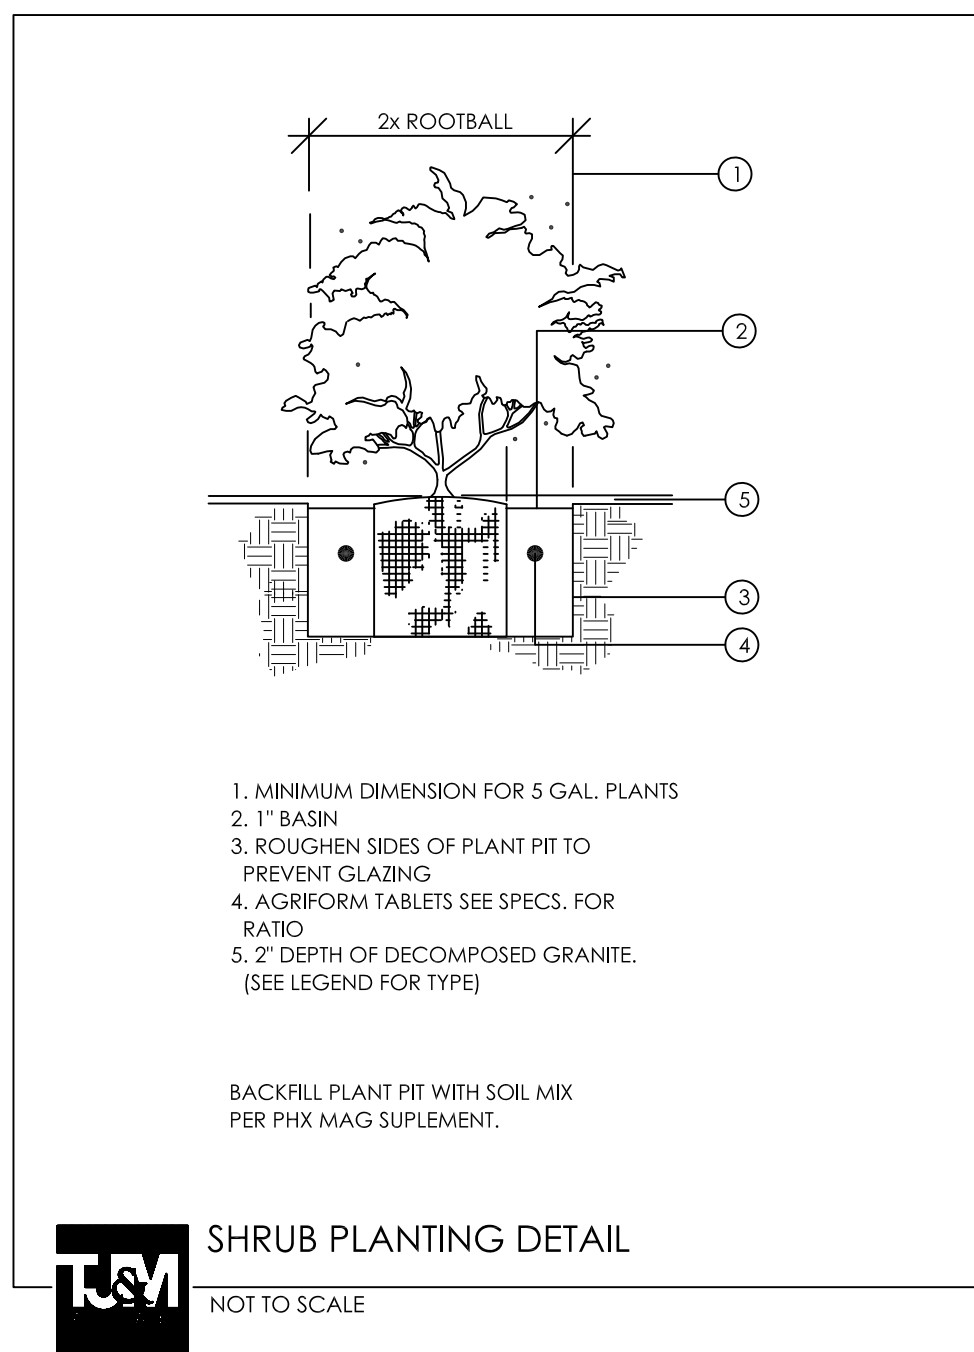 2x ROOTBALL
1
2
5
3
4
1. MINIMUM DIMENSION FOR 5 GAL. PLANTS
2. 1" BASIN
3. ROUGHEN SIDES OF PLANT PIT TO
PREVENT GLAZING
4. AGRIFORM TABLETS SEE SPECS. FOR
RATIO
5. 2" DEPTH OF DECOMPOSED GRANITE.
(SEE LEGEND FOR TYPE)
BACKFILL PLANT PIT WITH SOIL MIX
PER PHX MAG SUPLEMENT.
SHRUB PLANTING DETAIL
TJ&M
NOT TO SCALE